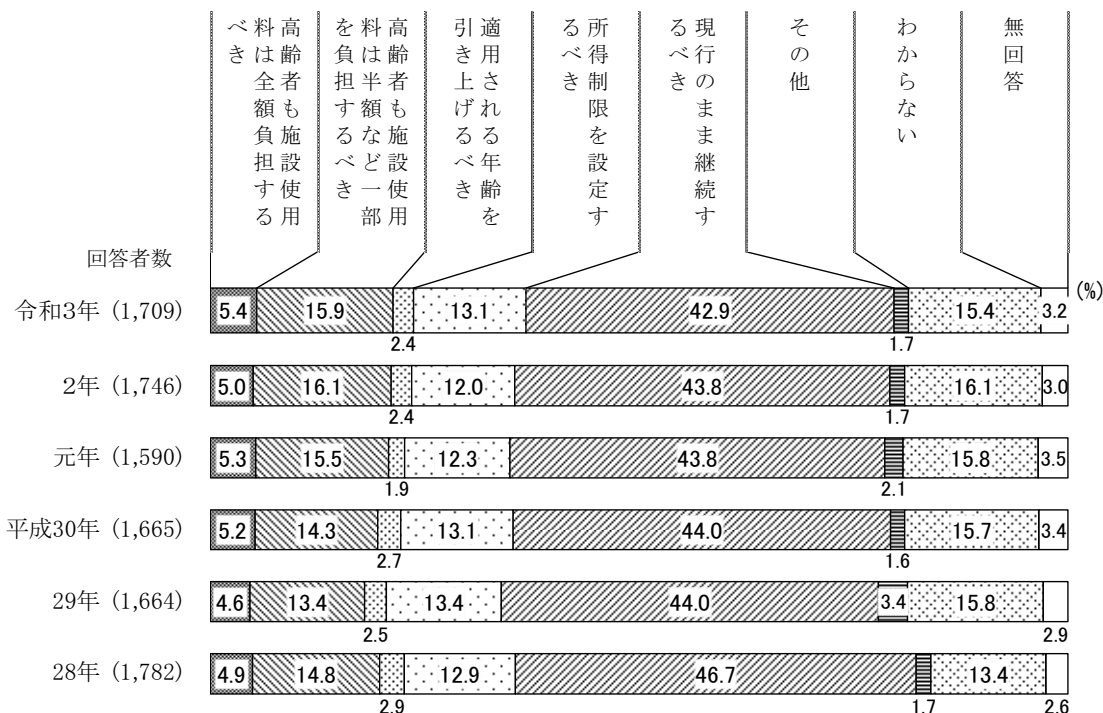 高齢者も施設使用
料は全額負担する
べき
高齢者も施設使用
料は半額など一部
を負担するべき
適用される年齢を
引き上げるべき
所得制限を設定す
るべき
現行のまま継続す
るべき
その他
わからない
無回答
回答者数
(%)
令和3年 (1,709) 5.4 15.9 13.1 42.9 15.4 3.2
2.4 1.7
2年 (1,746) 5.0 16.1 12.0 43.8 16.1 3.0
2.4 1.7
元年 (1,590) 5.3 15.5 12.3 43.8 15.8 3.5
1.9 2.1
平成30年 (1,665) 5.2 14.3 13.1 44.0 15.7 3.4
2.7 1.6
29年 (1,664) 4.6 13.4 13.4 44.0 3.4 15.8
2.5 2.9
28年 (1,782) 4.9 14.8 12.9 46.7 13.4
2.9 1.7 2.6